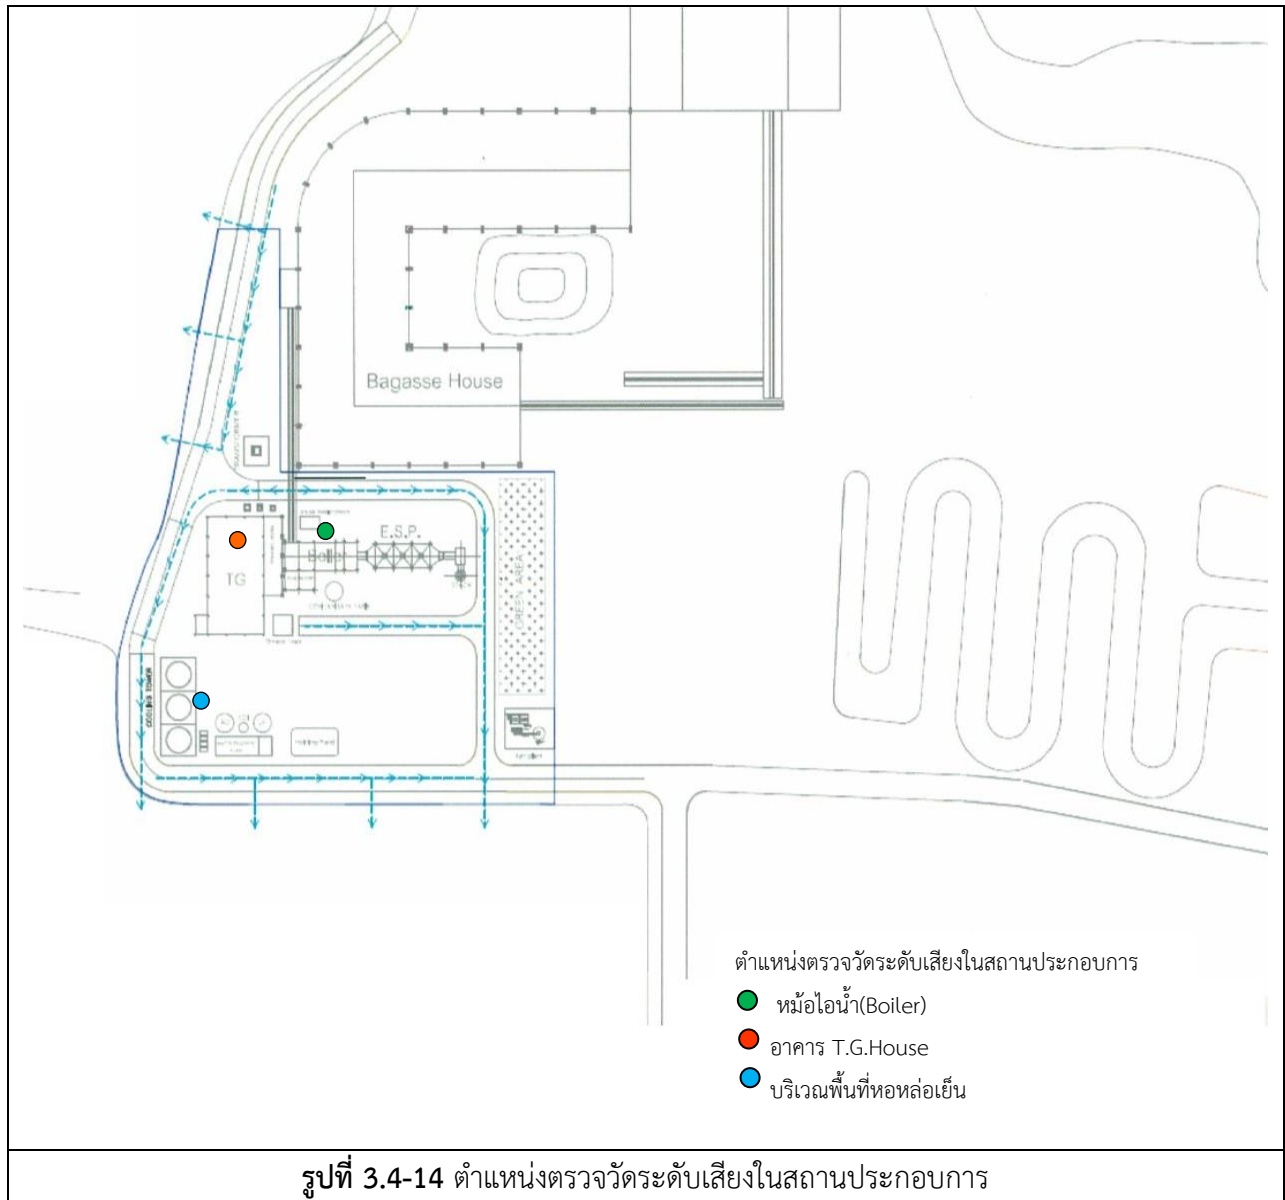 Bagasse House
E.S.P.
Boiler
TG
GREEN AREA
ตำแหน่งตรวจวัดระดับเสียงในสถานประกอบการ
หม้อไอน้ำ(Boiler)
อาคาร T.G.House
บริเวณพื้นที่หอหล่อเย็น
รูปที่ 3.4-14 ตำแหน่งตรวจวัดระดับเสียงในสถานประกอบการ